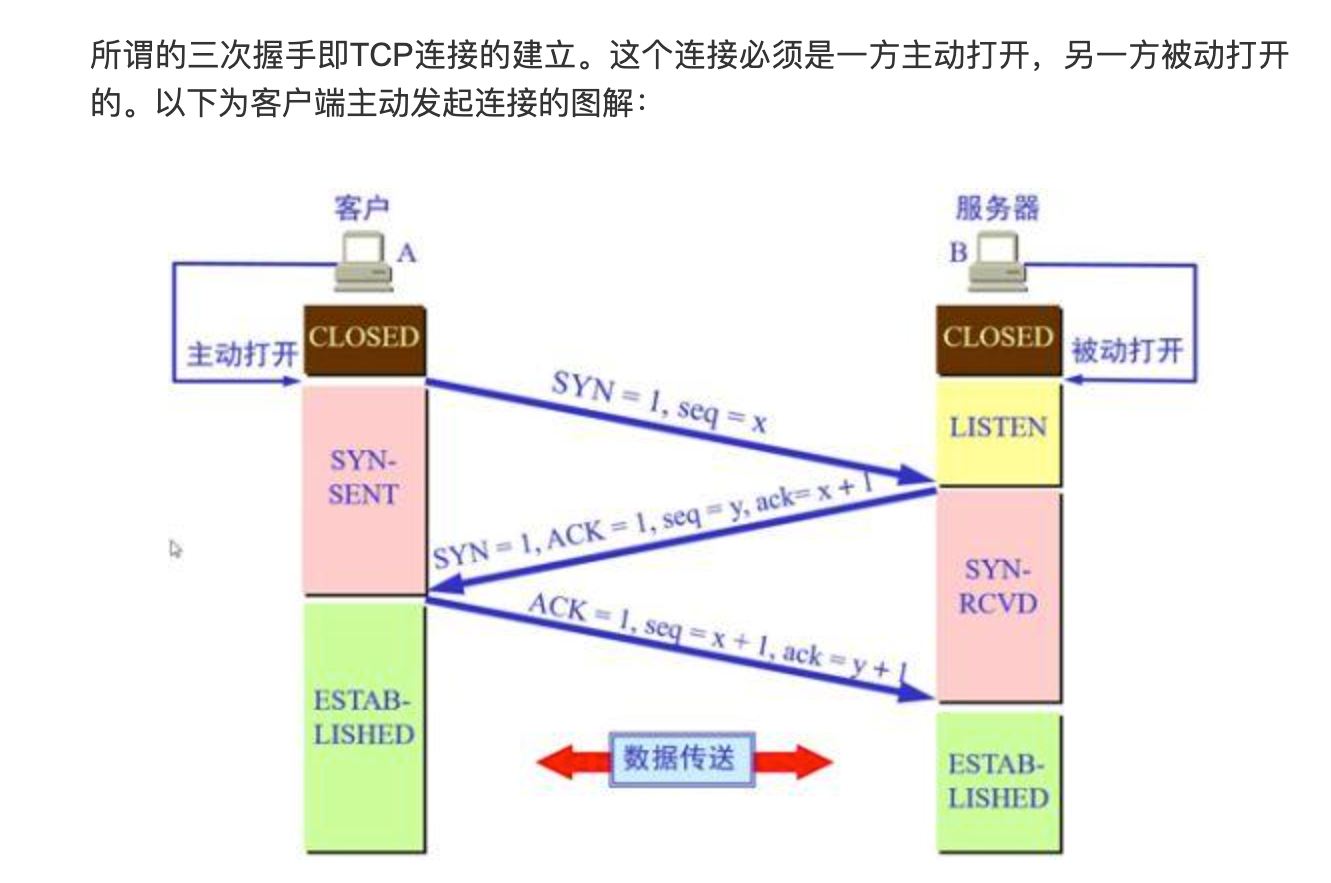 所谓的三次握手即TCP连接的建立。这个连接必须是一方主动打开，另一方被动打开
的。以下为客户端主动发起连接的图解：
客户
服务器
A
B
CLOSED
CLOSED
主动打开
被动打开
SYN = 1, seq = x
LISTEN
SYN-
SENT
SYN = 1, ACK = 1, seq = y, ack= x + 1
SYN-
RCVD
ACK = 1, seq = x + 1, ack = y + 1
ESTAB-
LISHED
数据传送
ESTAB-
LISHED